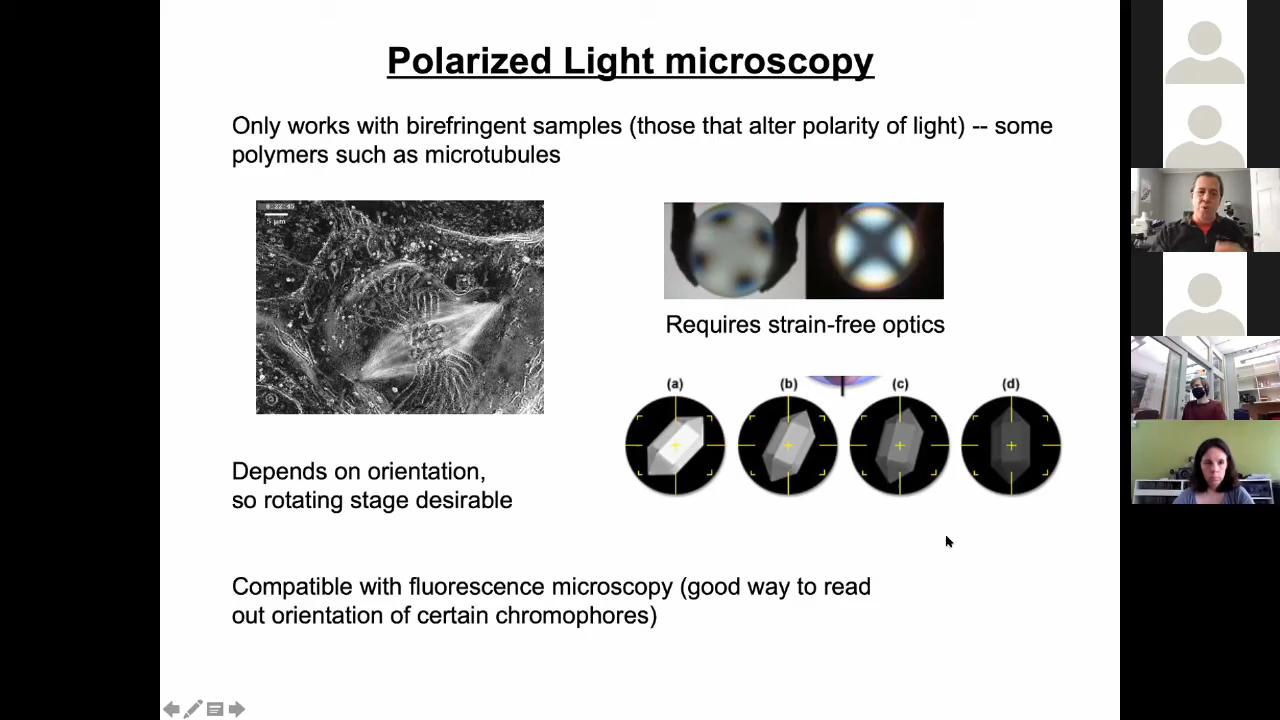 Polarized Light microscopy
Only works with birefringent samples (those that alter polarity of light) -- some
polymers such as microtubules
5 µm
Requires strain-free optics
(a)
(b)
(c)
(d)
Depends on orientation,
so rotating stage desirable
Compatible with fluorescence microscopy (good way to read
out orientation of certain chromophores)